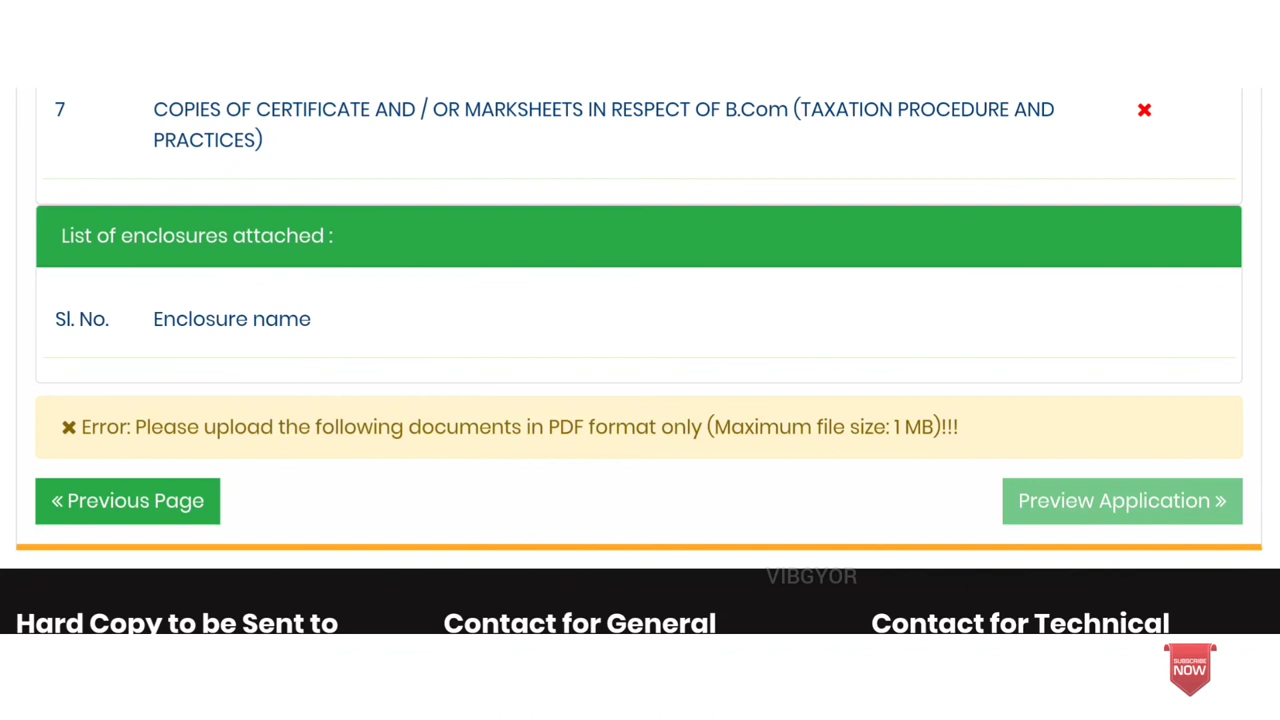 7 COPIES OF CERTIFICATE AND / OR MARKSHEETS IN RESPECT OF B.Com (TAXATION PROCEDURE AND
PRACTICES)
List of enclosures attached :
Sl. No. Enclosure name
Error: Please upload the following documents in PDF format only (Maximum file size: 1 MB)!!!
« Previous Page Preview Application »
VIBGYOR
Hard Copy to be Sent to Contact for General Contact for Technical
SUBSCRIBE
NOW